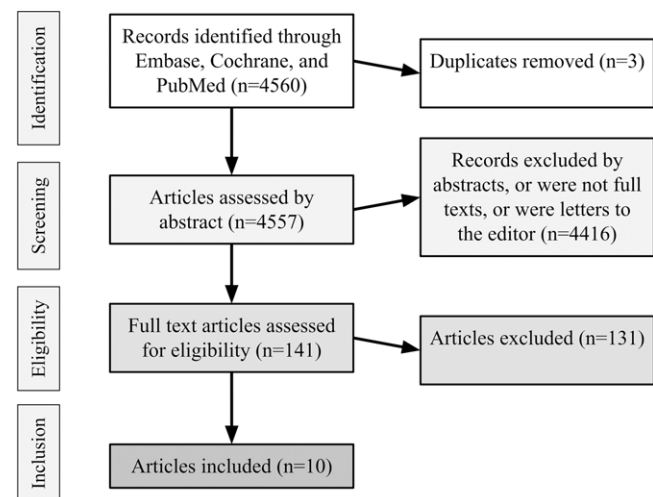 Identification
Records identified through
Embase, Cochrane, and
PubMed (n=4560)
Duplicates removed (n=3)
Screening
Articles assessed by
abstract (n=4557)
Records excluded by
abstracts, or were not full
texts, or were letters to
the editor (n=4416)
Eligibility
Full text articles assessed
for eligibility (n=141)
Articles excluded (n=131)
Inclusion
Articles included (n=10)